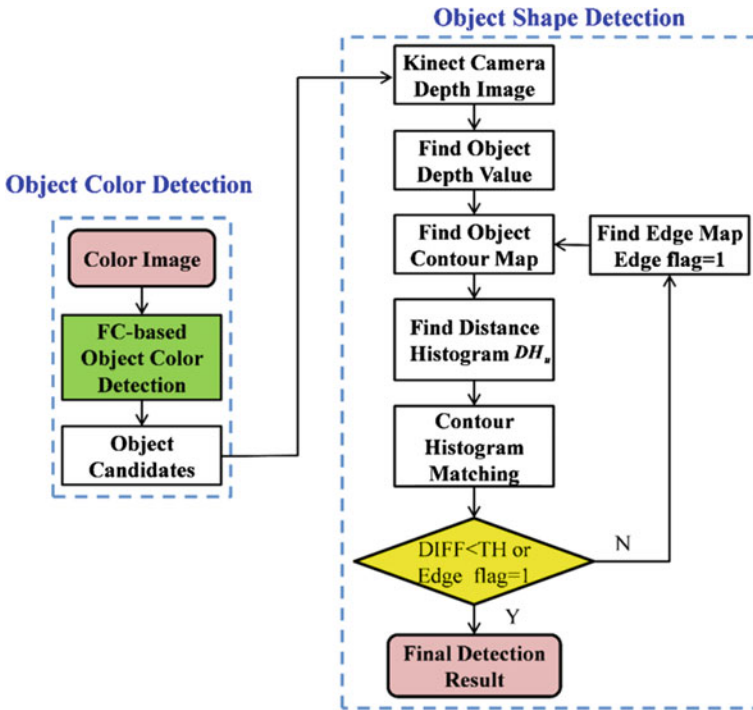 Object Color Detection
Color Image
FC-based
Object Color
Detection
Object
Candidates
Object Shape Detection
Kinect Camera
Depth Image
Find Object
Depth Value
Find Object
Contour Map
Find Edge Map
Edge flag=1
Find Distance
Histogram DHᵤ
Contour
Histogram
Matching
DIFF<TH or
Edge flag=1
N
Y
Final Detection
Result